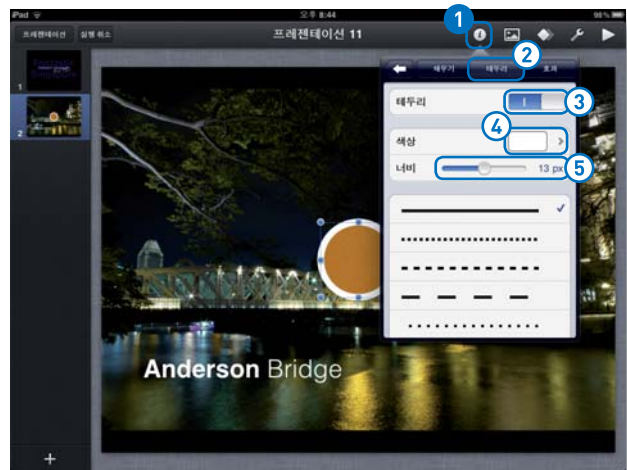 iPad 오후 8:44 98%
프레젠테이션 실행 취소 프레젠테이션 11
1
2
채우기 테두리 효과
테두리
색상
너비 13 px
Anderson Bridge
+
1
2
3
4
5